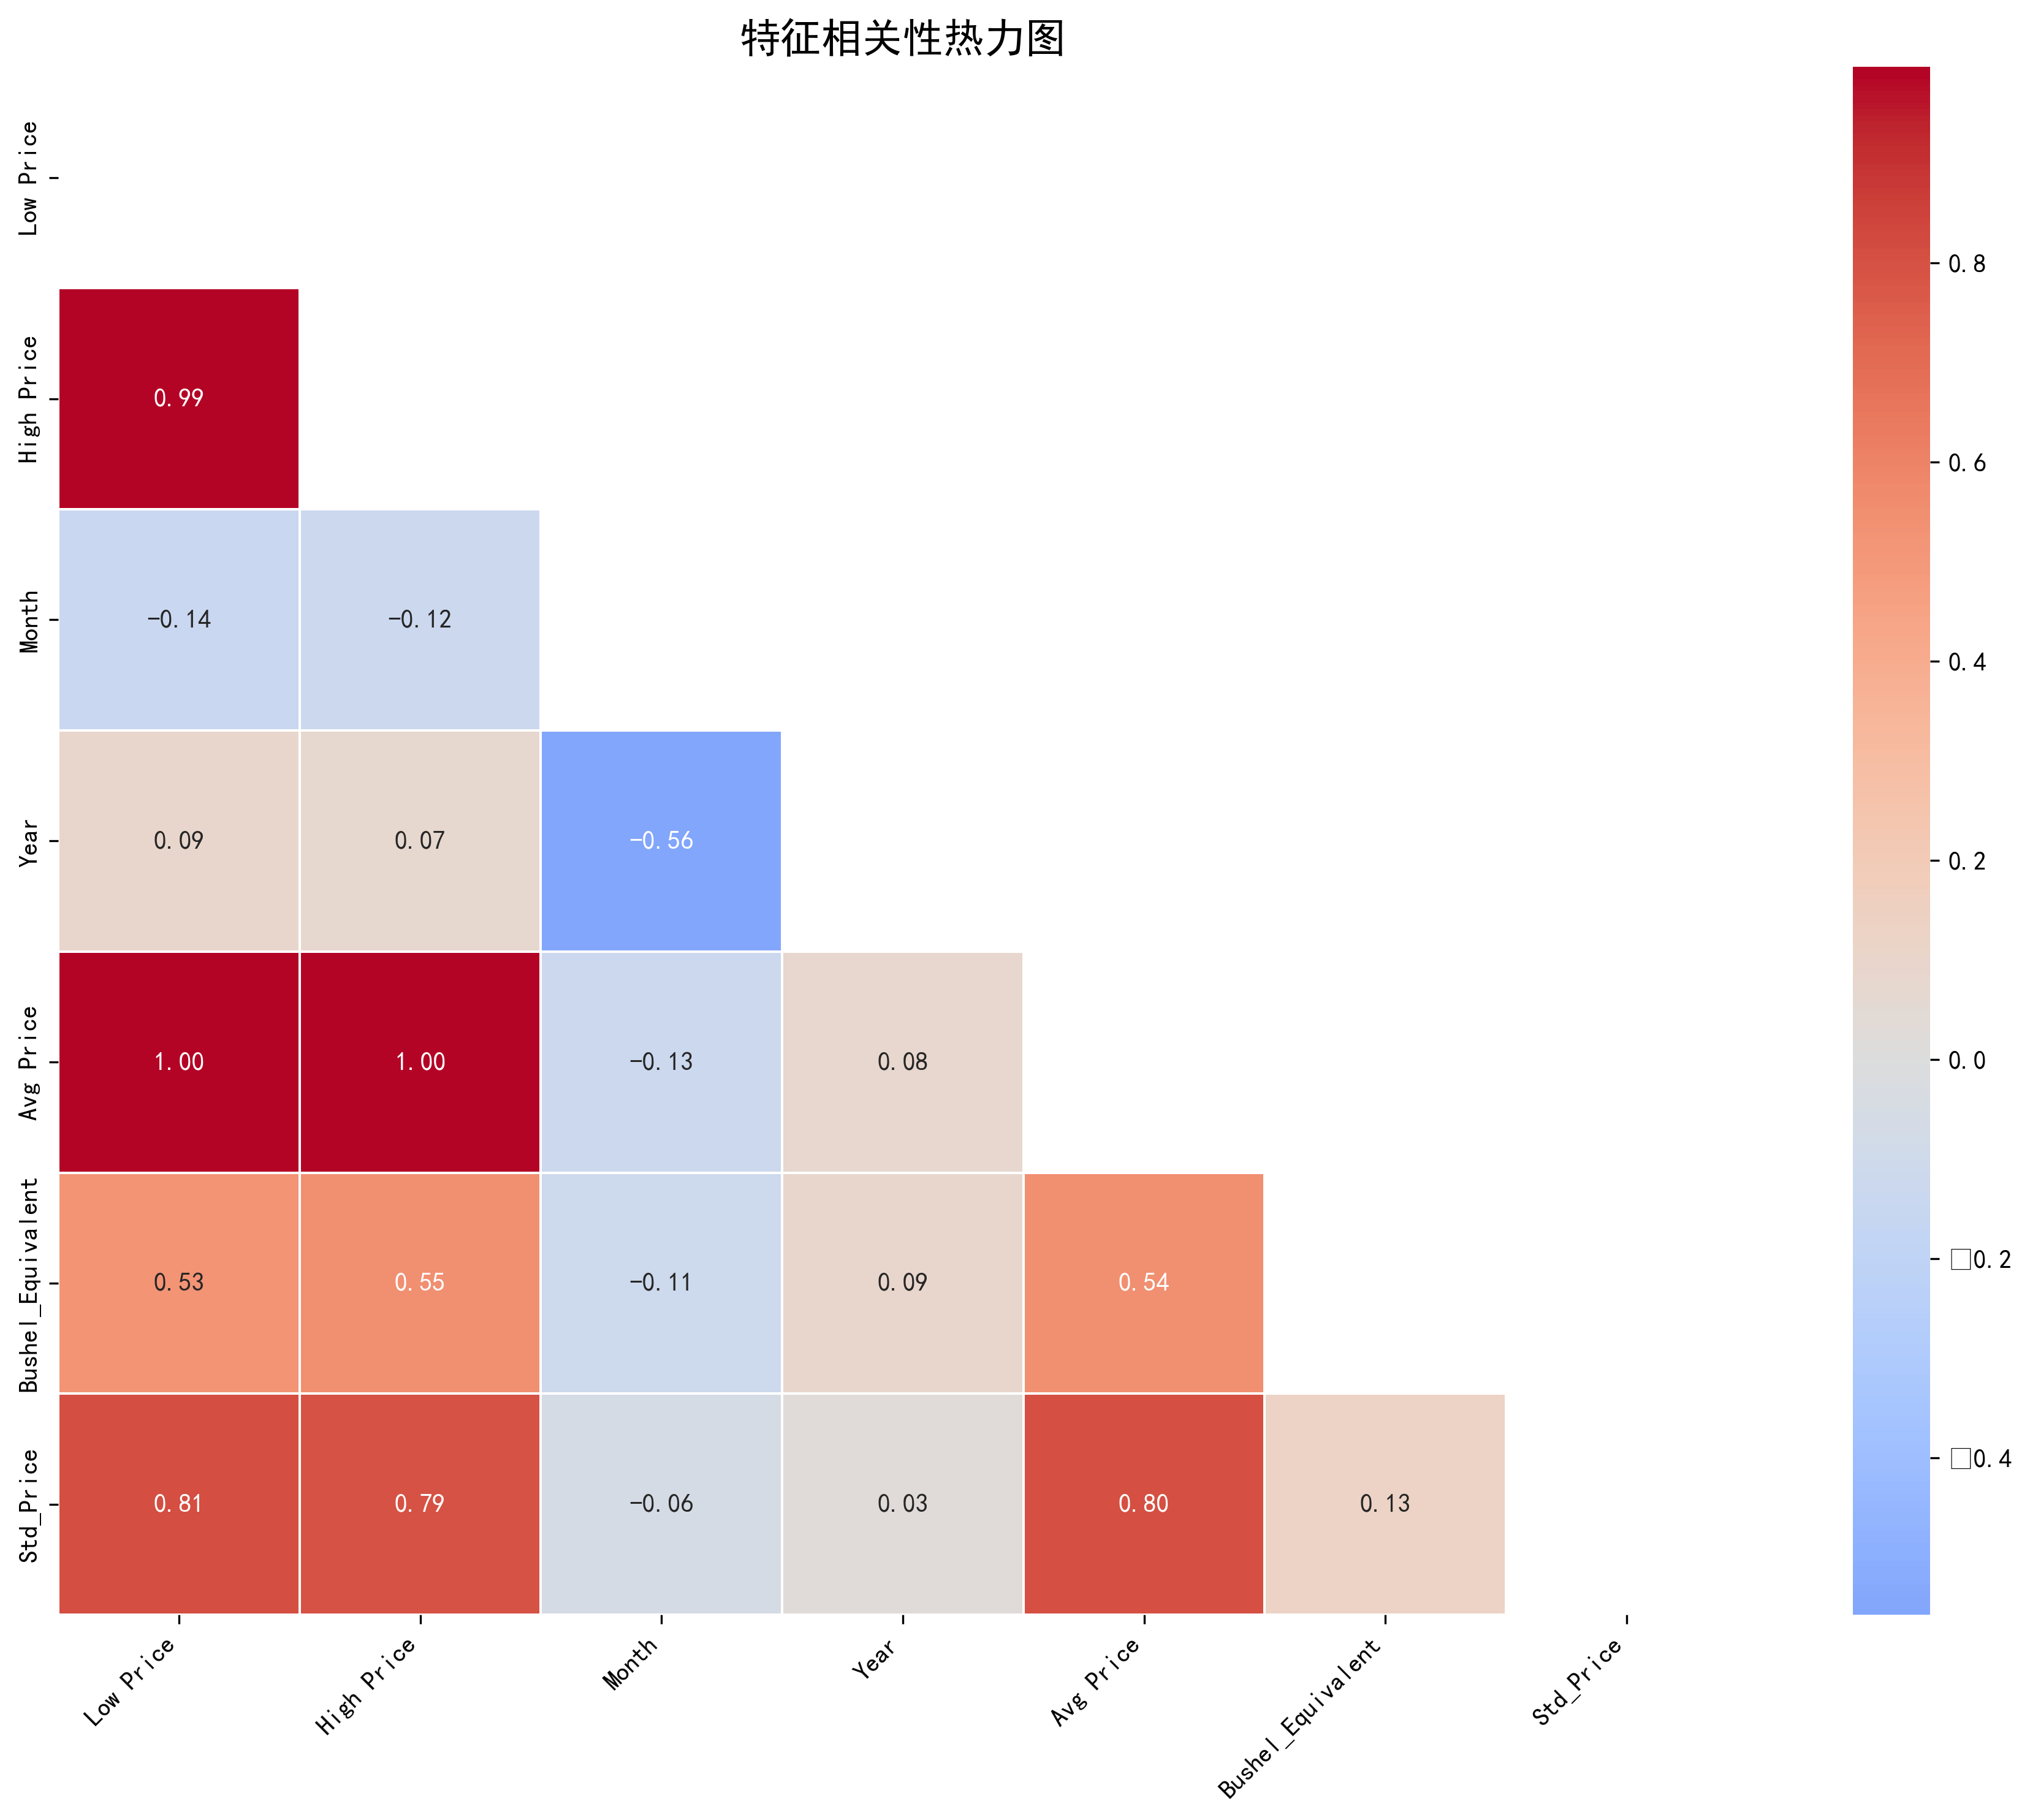 特征相关性热力图
Low Price
High Price
0.99
Month
-0.14 -0.12
Year
0.09 0.07 -0.56
Avg Price
1.00 1.00 -0.13 0.08
Bushel_Equivalent
0.53 0.55 -0.11 0.09 0.54
Std_Price
0.81 0.79 -0.06 0.03 0.80 0.13
Low Price
High Price
Month
Year
Avg Price
Bushel_Equivalent
Std_Price
0.8
0.6
0.4
0.2
0.0
□0.2
□0.4